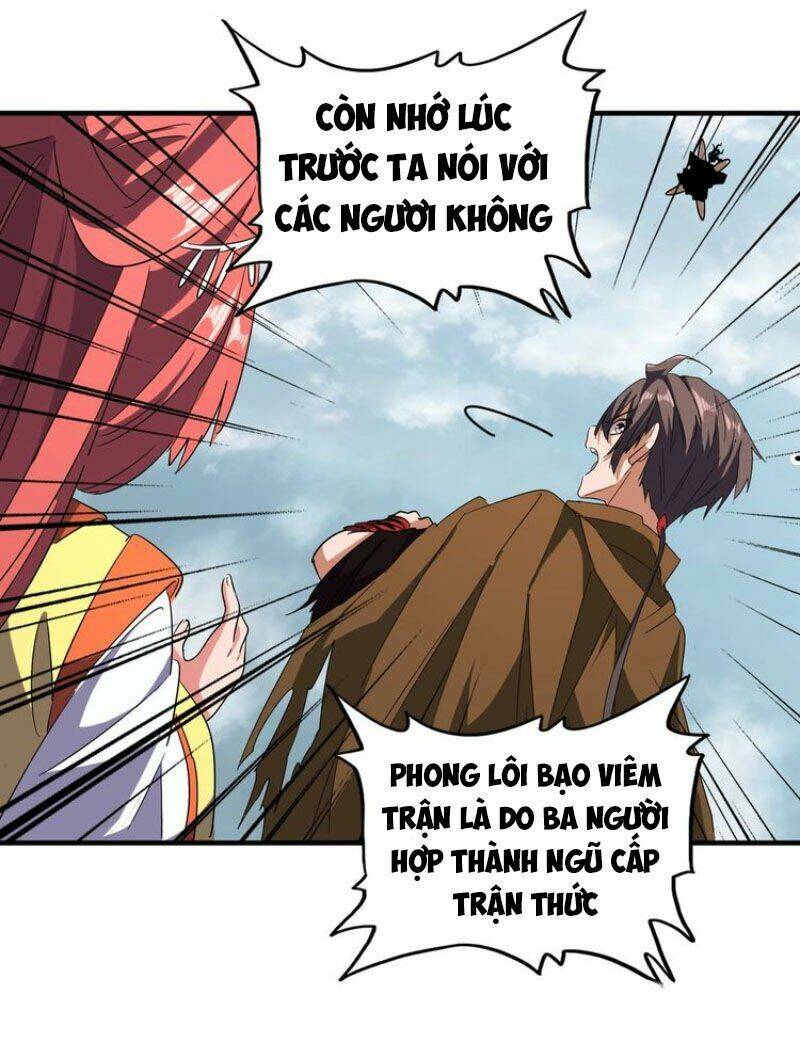 CÒN NHỚ LÚC
TRƯỚC TA NÓI VỚI
CÁC NGƯƠI KHÔNG
PHONG LÔI BẠO VIÊM
TRẬN LÀ DO BA NGƯỜI
HỢP THÀNH NGŨ CẤP
TRẬN THỨC